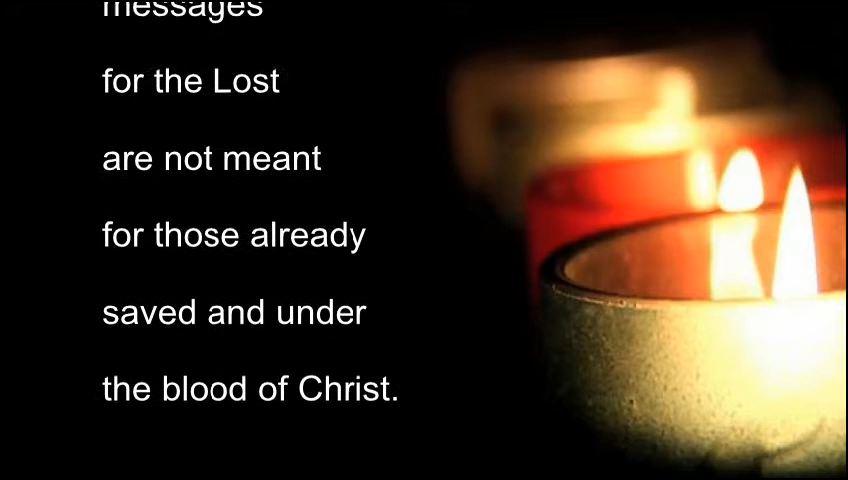 messages
for the Lost
are not meant
for those already
saved and under
the blood of Christ.